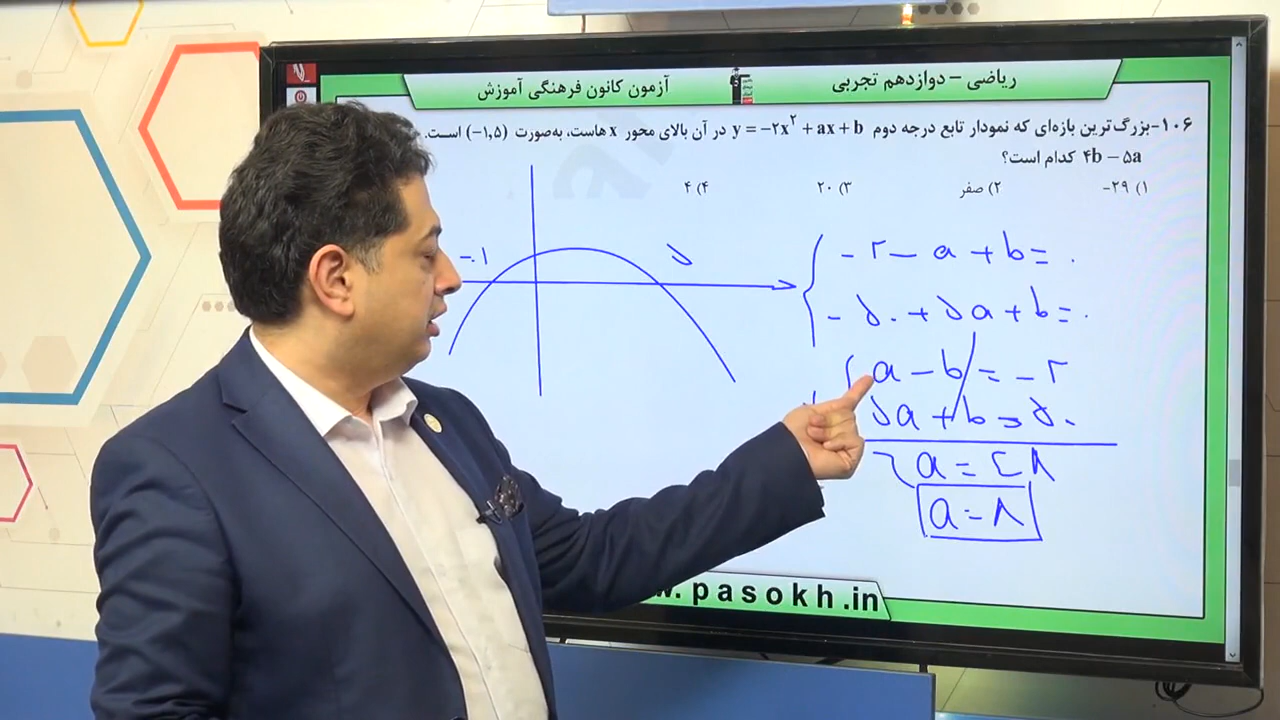 ریاضی – دوازدهم تجربی
آزمون کانون فرهنگی آموزش
۱۰۶-بزرگ‌ترین بازه‌ای که نمودار تابع درجه دوم y = -۲x² + ax + b در آن بالای محور x هاست، به‌صورت (-۱,۵) است.
۴b - ۵a کدام است؟
۱) -۲۹
۲) صفر
۳) ۲۰
۴) ۴
-۱
۵
-۲-a+b=۰
-۵۰+۵a+b=۰
a-b=-۲
۵a+b=۵۰
۶a=۴۸
a=۸
.pasokh.in